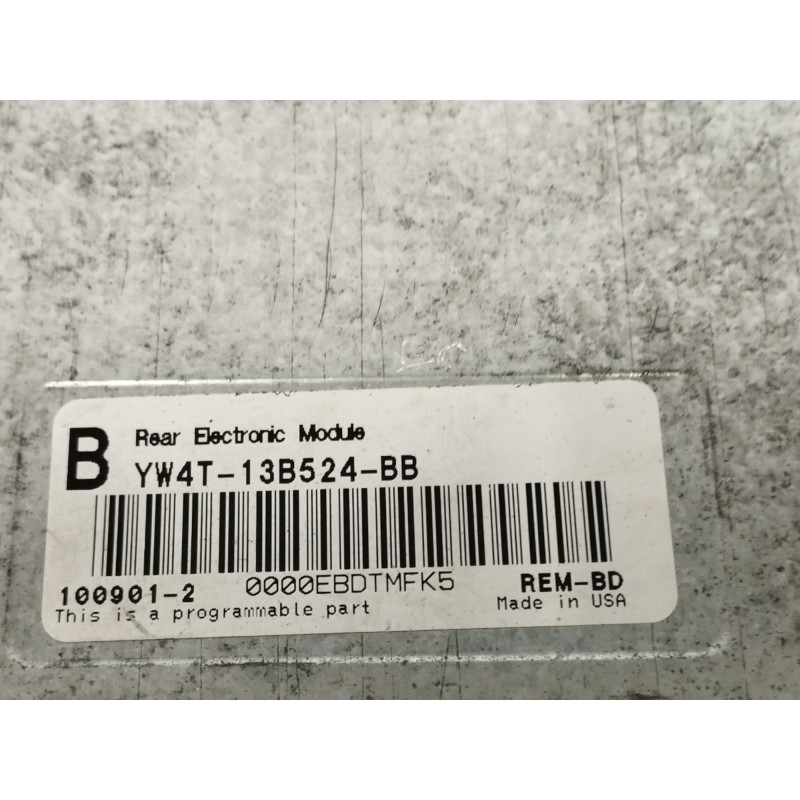 B
Rear Electronic Module
YW4T-13B524-BB
100901-2 0000EBDTMFK5 REM-BD
This is a programmable part Made in USA